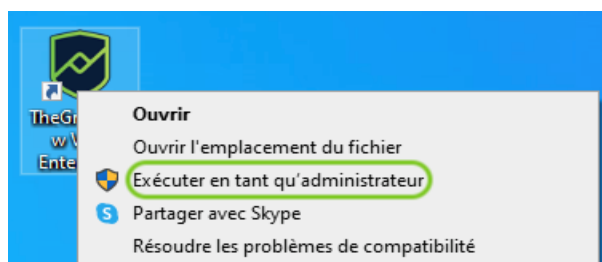 TheGr
w V
Ente
Ouvrir
Ouvrir l'emplacement du fichier
Exécuter en tant qu'administrateur
S Partager avec Skype
Résoudre les problèmes de compatibilité